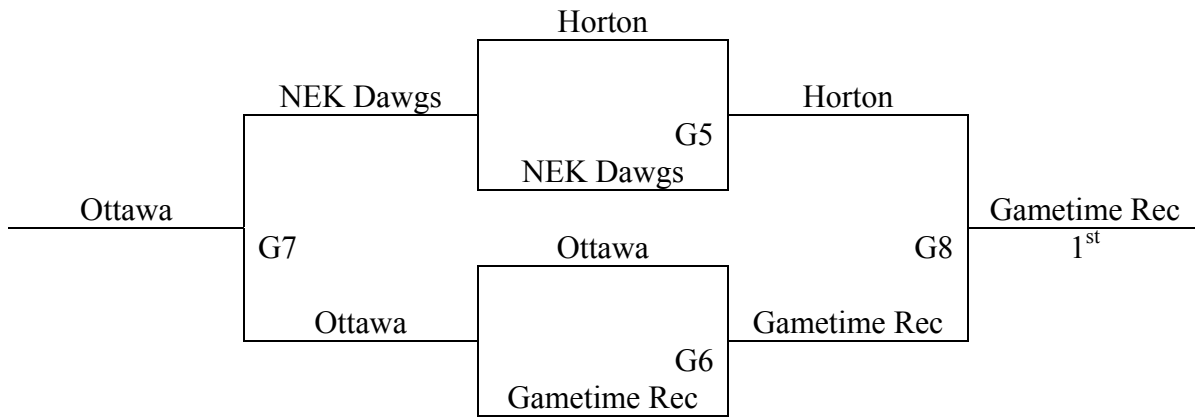 Horton
NEK Dawgs
Horton
G5
NEK Dawgs
Ottawa
Gametime Rec
1st
G7
Ottawa
G8
Ottawa
Gametime Rec
G6
Gametime Rec